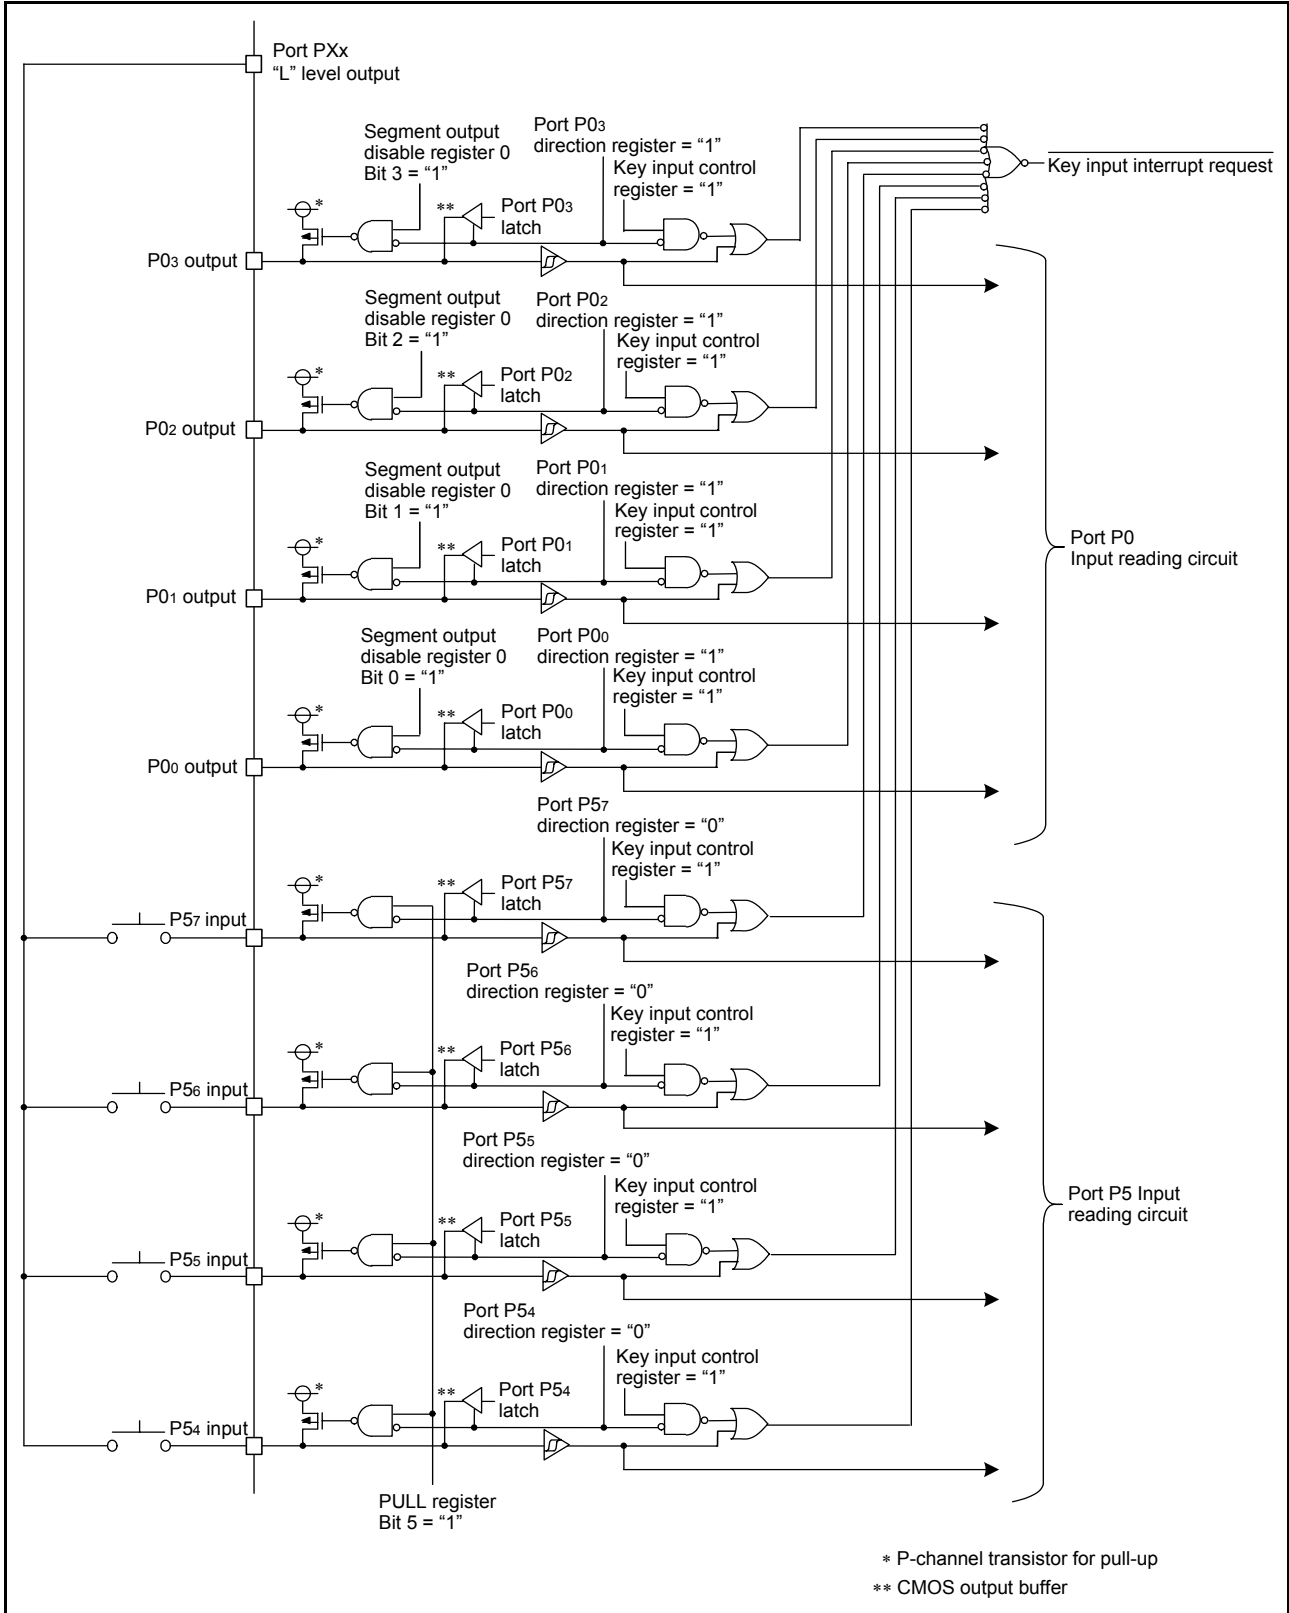 Port PXx
“L” level output
Segment output
disable register 0
Bit 3 = “1”
Port P03
direction register = “1”
Key input control
register = “1”
Key input interrupt request
*
**
Port P03
latch
P03 output
Segment output
disable register 0
Bit 2 = “1”
Port P02
direction register = “1”
Key input control
register = “1”
*
**
Port P02
latch
P02 output
Segment output
disable register 0
Bit 1 = “1”
Port P01
direction register = “1”
Key input control
register = “1”
*
**
Port P01
latch
P01 output
Port P0
Input reading circuit
Segment output
disable register 0
Bit 0 = “1”
Port P00
direction register = “1”
Key input control
register = “1”
*
**
Port P00
latch
P00 output
Port P57
direction register = “0”
Key input control
register = “1”
*
**
Port P57
latch
P57 input
Port P56
direction register = “0”
Key input control
register = “1”
*
**
Port P56
latch
P56 input
Port P55
direction register = “0”
Key input control
register = “1”
*
**
Port P55
latch
P55 input
Port P5 Input
reading circuit
Port P54
direction register = “0”
Key input control
register = “1”
*
**
Port P54
latch
P54 input
PULL register
Bit 5 = “1”
* P-channel transistor for pull-up
** CMOS output buffer